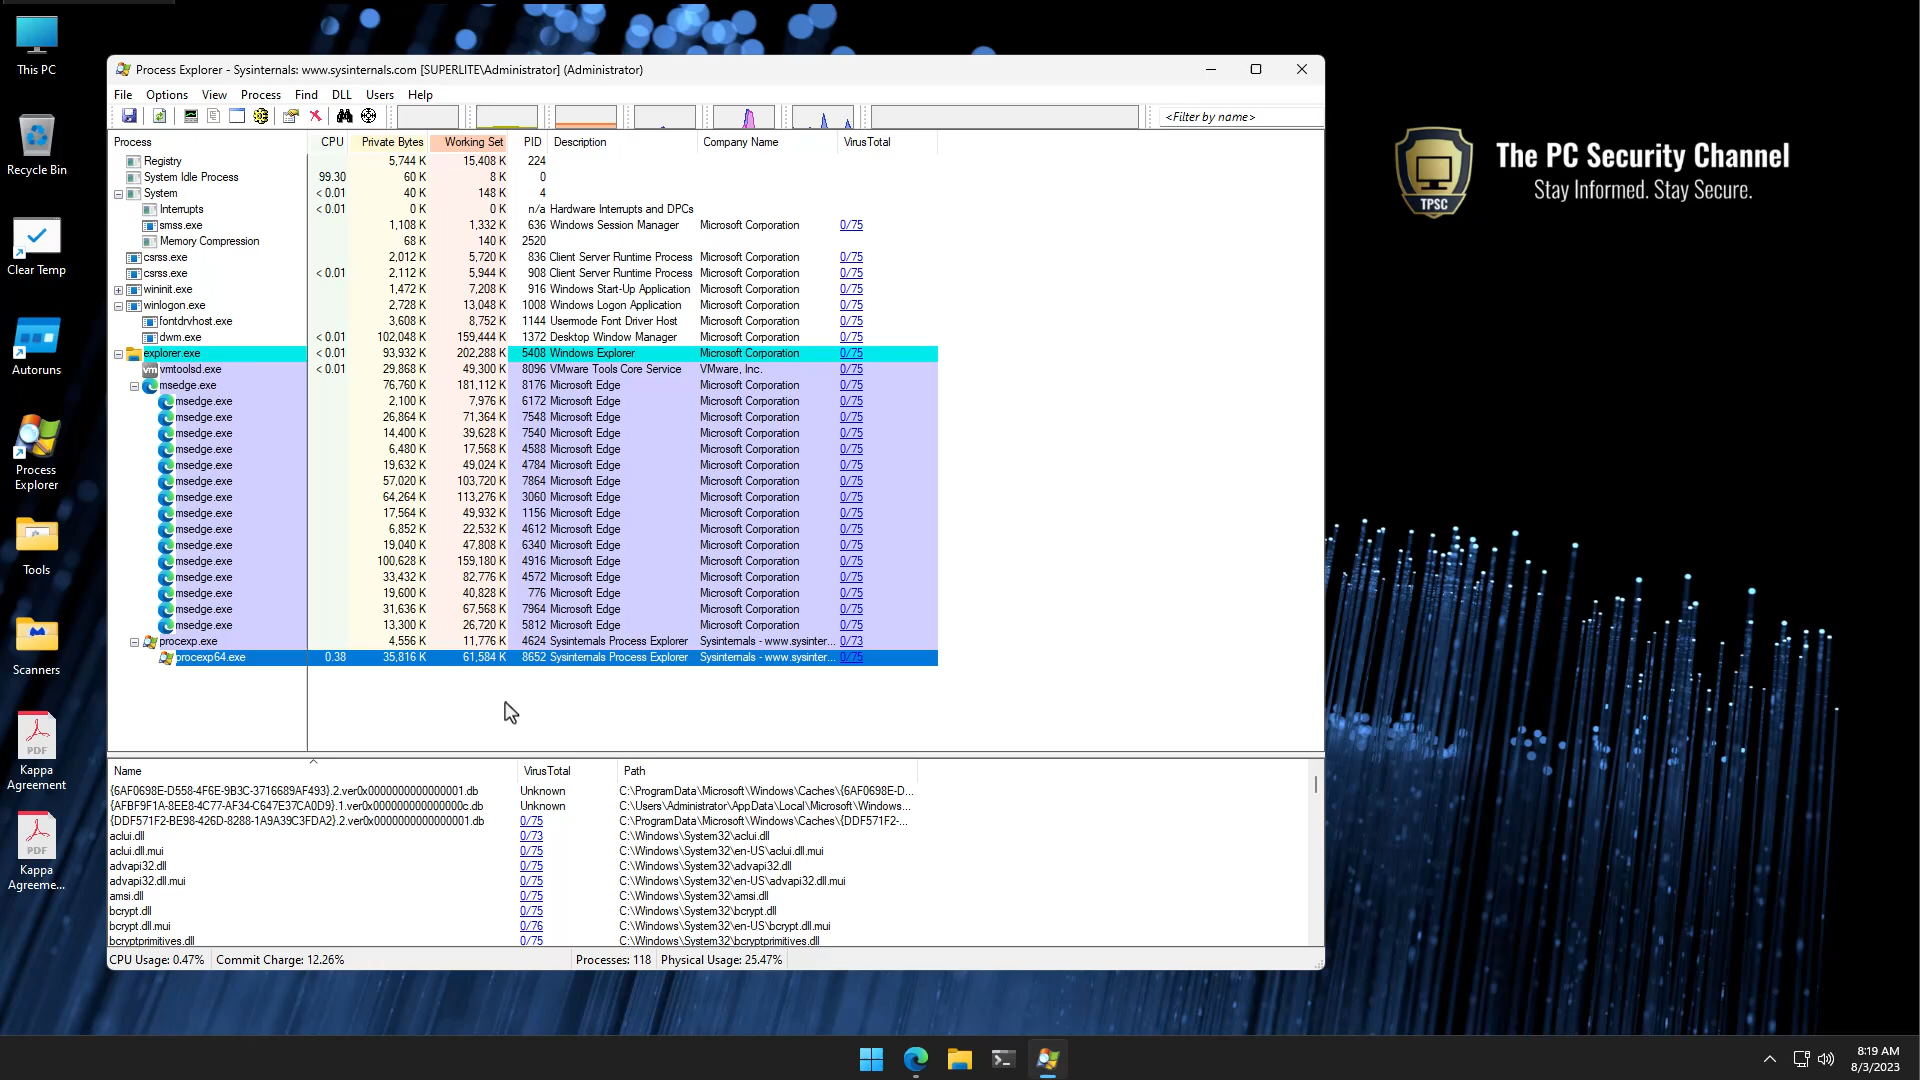 This PC
Recycle Bin
Clear Temp
Autoruns
Process
Explorer
Tools
Scanners
PDF
Kappa
Agreement
PDF
Kappa
Agreeme...
Process Explorer - Sysinternals: www.sysinternals.com [SUPERLITE\Administrator] (Administrator)
File Options View Process Find DLL Users Help
<Filter by name>
Process CPU Private Bytes Working Set PID Description Company Name VirusTotal
Registry 5,744 K 15,408 K 224
System Idle Process 99.30 60 K 8 K 0
System < 0.01 40 K 148 K 4
Interrupts < 0.01 0 K 0 K n/a Hardware Interrupts and DPCs
smss.exe 1,108 K 1,332 K 636 Windows Session Manager Microsoft Corporation 0/75
Memory Compression 68 K 140 K 2520
csrss.exe 2,012 K 5,720 K 836 Client Server Runtime Process Microsoft Corporation 0/75
csrss.exe < 0.01 2,112 K 5,944 K 908 Client Server Runtime Process Microsoft Corporation 0/75
wininit.exe 1,472 K 7,208 K 916 Windows Start-Up Application Microsoft Corporation 0/75
winlogon.exe 2,728 K 13,048 K 1008 Windows Logon Application Microsoft Corporation 0/75
fontdrvhost.exe 3,608 K 8,752 K 1144 Usermode Font Driver Host Microsoft Corporation 0/75
dwm.exe < 0.01 102,048 K 159,444 K 1372 Desktop Window Manager Microsoft Corporation 0/75
explorer.exe < 0.01 93,932 K 202,288 K 5408 Windows Explorer Microsoft Corporation 0/75
vm vmtoolsd.exe < 0.01 29,868 K 49,300 K 8096 VMware Tools Core Service VMware, Inc. 0/75
msedge.exe 76,760 K 181,112 K 8176 Microsoft Edge Microsoft Corporation 0/75
msedge.exe 2,100 K 7,976 K 6172 Microsoft Edge Microsoft Corporation 0/75
msedge.exe 26,864 K 71,364 K 7548 Microsoft Edge Microsoft Corporation 0/75
msedge.exe 14,400 K 39,628 K 7540 Microsoft Edge Microsoft Corporation 0/75
msedge.exe 6,480 K 17,568 K 4588 Microsoft Edge Microsoft Corporation 0/75
msedge.exe 19,632 K 49,024 K 4784 Microsoft Edge Microsoft Corporation 0/75
msedge.exe 57,020 K 103,720 K 7864 Microsoft Edge Microsoft Corporation 0/75
msedge.exe 64,264 K 113,276 K 3060 Microsoft Edge Microsoft Corporation 0/75
msedge.exe 17,564 K 49,932 K 1156 Microsoft Edge Microsoft Corporation 0/75
msedge.exe 6,852 K 22,532 K 4612 Microsoft Edge Microsoft Corporation 0/75
msedge.exe 19,040 K 47,808 K 6340 Microsoft Edge Microsoft Corporation 0/75
msedge.exe 100,628 K 159,180 K 4916 Microsoft Edge Microsoft Corporation 0/75
msedge.exe 33,432 K 82,776 K 4572 Microsoft Edge Microsoft Corporation 0/75
msedge.exe 19,600 K 40,828 K 776 Microsoft Edge Microsoft Corporation 0/75
msedge.exe 31,636 K 67,568 K 7964 Microsoft Edge Microsoft Corporation 0/75
msedge.exe 13,300 K 26,720 K 5812 Microsoft Edge Microsoft Corporation 0/75
procexp.exe 4,556 K 11,776 K 4624 Sysinternals Process Explorer Sysinternals - www.sysinter... 0/73
procexp64.exe 0.38 35,816 K 61,584 K 8652 Sysinternals Process Explorer Sysinternals - www.sysinter... 0/75
Name VirusTotal Path
{6AF0698E-D558-4F6E-9B3C-3716689AF493}.2.ver0x0000000000000001.db Unknown C:\ProgramData\Microsoft\Windows\Caches\{6AF0698E-D...
{AFBF9F1A-8EE8-4C77-AF34-C647E37CA0D9}.1.ver0x000000000000000c.db Unknown C:\Users\Administrator\AppData\Local\Microsoft\Windows...
{DDF571F2-BE98-426D-8288-1A9A39C3FDA2}.2.ver0x0000000000000001.db 0/75 C:\ProgramData\Microsoft\Windows\Caches\{DDF571F2-...
aclui.dll 0/73 C:\Windows\System32\aclui.dll
aclui.dll.mui 0/75 C:\Windows\System32\en-US\aclui.dll.mui
advapi32.dll 0/75 C:\Windows\System32\advapi32.dll
advapi32.dll.mui 0/75 C:\Windows\System32\en-US\advapi32.dll.mui
amsi.dll 0/75 C:\Windows\System32\amsi.dll
bcrypt.dll 0/75 C:\Windows\System32\bcrypt.dll
bcrypt.dll.mui 0/76 C:\Windows\System32\en-US\bcrypt.dll.mui
bcryptprimitives.dll 0/75 C:\Windows\System32\bcryptprimitives.dll
CPU Usage: 0.47% Commit Charge: 12.26% Processes: 118 Physical Usage: 25.47%
TPSC
The PC Security Channel
Stay Informed. Stay Secure.
8:19 AM
8/3/2023